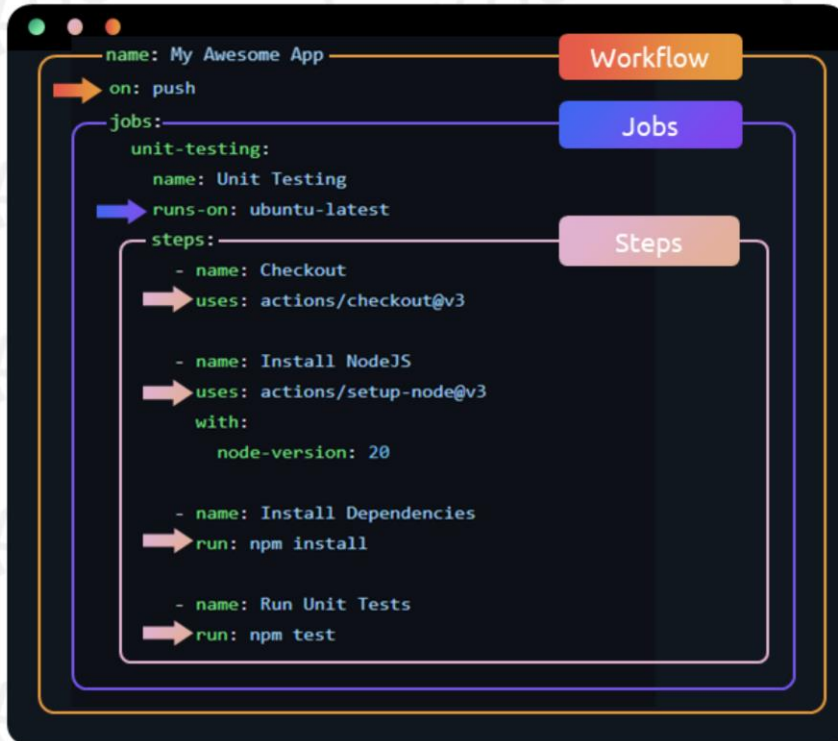 name: My Awesome App
Workflow
on: push
jobs:
Jobs
unit-testing:
name: Unit Testing
runs-on: ubuntu-latest
steps:
Steps
- name: Checkout
uses: actions/checkout@v3
- name: Install NodeJS
uses: actions/setup-node@v3
with:
node-version: 20
- name: Install Dependencies
run: npm install
- name: Run Unit Tests
run: npm test